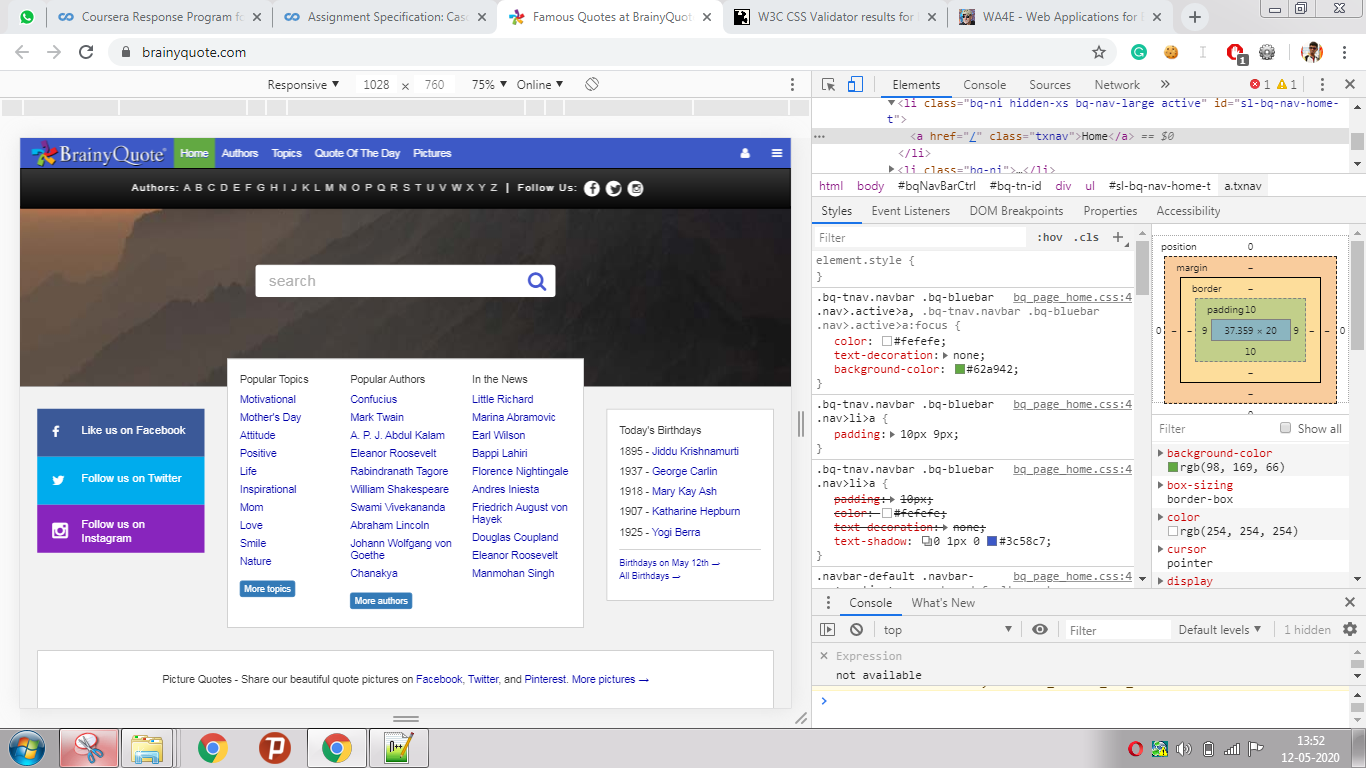 Coursera Response Program fo
Assignment Specification: Casc
Famous Quotes at BrainyQuot
W3C CSS Validator results for
WA4E - Web Applications for
brainyquote.com
1
Responsive 1028 × 760 75% Online
Elements Console Sources Network » 1 1
<li class="bq-ni hidden-xs bq-nav-large active" id="sl-bq-nav-home-
t">
<a href="/" class="txnav">Home</a> == $0
</li>
<li class="bq-ni">…</li>
html body #bqNavBarCtrl #bq-tn-id div ul #sl-bq-nav-home-t a.txnav
Styles Event Listeners DOM Breakpoints Properties Accessibility
Filter :hov .cls +
element.style {
}
.bq-tnav.navbar .bq-bluebar bq_page_home.css:4
.nav>.active>a, .bq-tnav.navbar .bq-bluebar
.nav>.active>a:focus {
color: #fefefe;
text-decoration: none;
background-color: #62a942;
}
.bq-tnav.navbar .bq-bluebar bq_page_home.css:4
.nav>li>a {
padding: 10px 9px;
}
.bq-tnav.navbar .bq-bluebar bq_page_home.css:4
.nav>li>a {
padding: 10px;
color: #fefefe;
text-decoration: none;
text-shadow: 0 1px 0 #3c58c7;
}
.navbar-default .navbar- bq_page_home.css:4
position 0
margin –
border –
padding 10
0 – – 9 37.359 × 20 9 – – 0
10
–
–
0
Filter Show all
background-color
rgb(98, 169, 66)
box-sizing
border-box
color
rgb(254, 254, 254)
cursor
pointer
display
Console What's New
top Filter Default levels 1 hidden
Expression
not available
BrainyQuote Home Authors Topics Quote Of The Day Pictures
Authors: A B C D E F G H I J K L M N O P Q R S T U V W X Y Z | Follow Us:
search
Like us on Facebook
Follow us on Twitter
Follow us on
Instagram
Popular Topics
Motivational
Mother's Day
Attitude
Positive
Life
Inspirational
Mom
Love
Smile
Nature
More topics
Popular Authors
Confucius
Mark Twain
A. P. J. Abdul Kalam
Eleanor Roosevelt
Rabindranath Tagore
William Shakespeare
Swami Vivekananda
Abraham Lincoln
Johann Wolfgang von
Goethe
Chanakya
More authors
In the News
Little Richard
Marina Abramovic
Earl Wilson
Bappi Lahiri
Florence Nightingale
Andres Iniesta
Friedrich August von
Hayek
Douglas Coupland
Eleanor Roosevelt
Manmohan Singh
Today's Birthdays
1895 - Jiddu Krishnamurti
1937 - George Carlin
1918 - Mary Kay Ash
1907 - Katharine Hepburn
1925 - Yogi Berra
Birthdays on May 12th →
All Birthdays →
Picture Quotes - Share our beautiful quote pictures on Facebook, Twitter, and Pinterest. More pictures →
13:52
12-05-2020